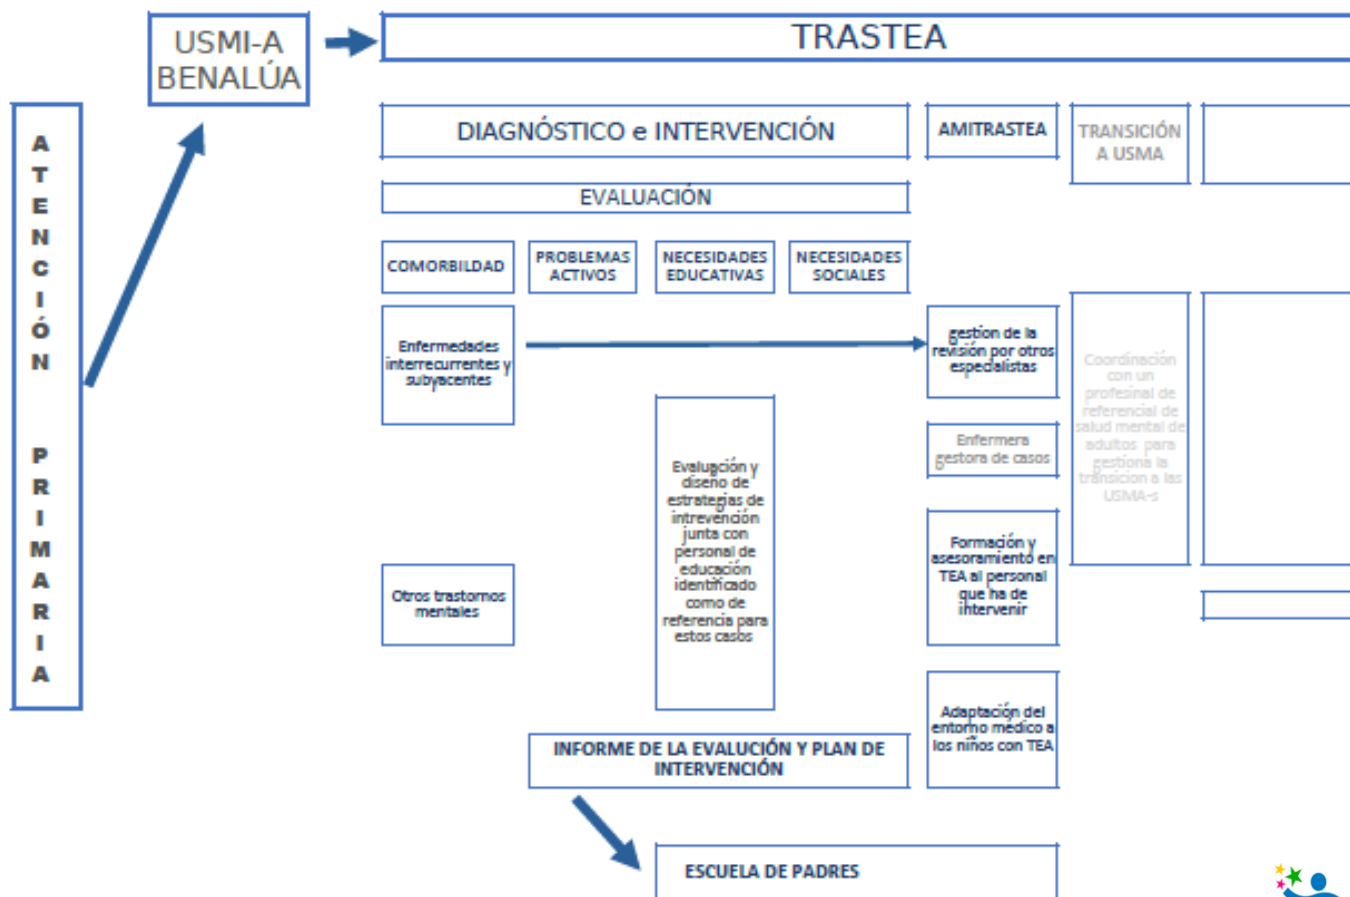 USMI-A
BENALÚA
TRASTEA
ATENCIÓN PRIMARIA
DIAGNÓSTICO e INTERVENCIÓN
AMITRASTEA
TRANSICIÓN
A USMA
EVALUACIÓN
COMORBILDAD
PROBLEMAS
ACTIVOS
NECESIDADES
EDUCATIVAS
NECESIDADES
SOCIALES
Enfermedades
interrecurrentes y
subyacentes
gestion de la
revisión por otros
especialistas
Coordinación
con un
profesinal de
referencial de
salud mental de
adultos para
gestiona la
transicion a las
USMA-s
Enfermera
gestora de casos
Evaluación y
diseño de
estrategias de
intrevención
junta con
personal de
educación
identificado
como de
referencia para
estos casos
Formación y
asesoramiento en
TEA al personal
que ha de
intervenir
Otros trastornos
mentales
Adaptación del
entorno médico a
los niños con TEA
INFORME DE LA EVALUCIÓN Y PLAN DE
INTERVENCIÓN
ESCUELA DE PADRES